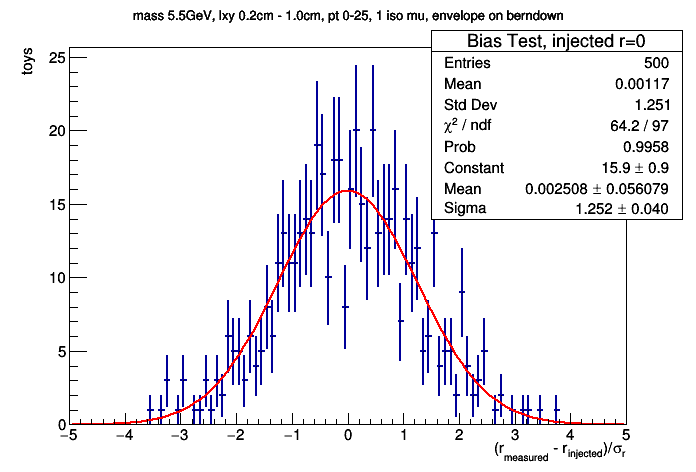 mass 5.5GeV, lxy 0.2cm - 1.0cm, pt 0-25, 1 iso mu, envelope on berndown
Bias Test, injected r=0
Entries 500
Mean 0.00117
Std Dev 1.251
χ² / ndf 64.2 / 97
Prob 0.9958
Constant 15.9 ± 0.9
Mean 0.002508 ± 0.056079
Sigma 1.252 ± 0.040
toys
25
20
15
10
5
0
−5 −4 −3 −2 −1 0 1 2 3 4 5
(r_measured - r_injected)/σ_r